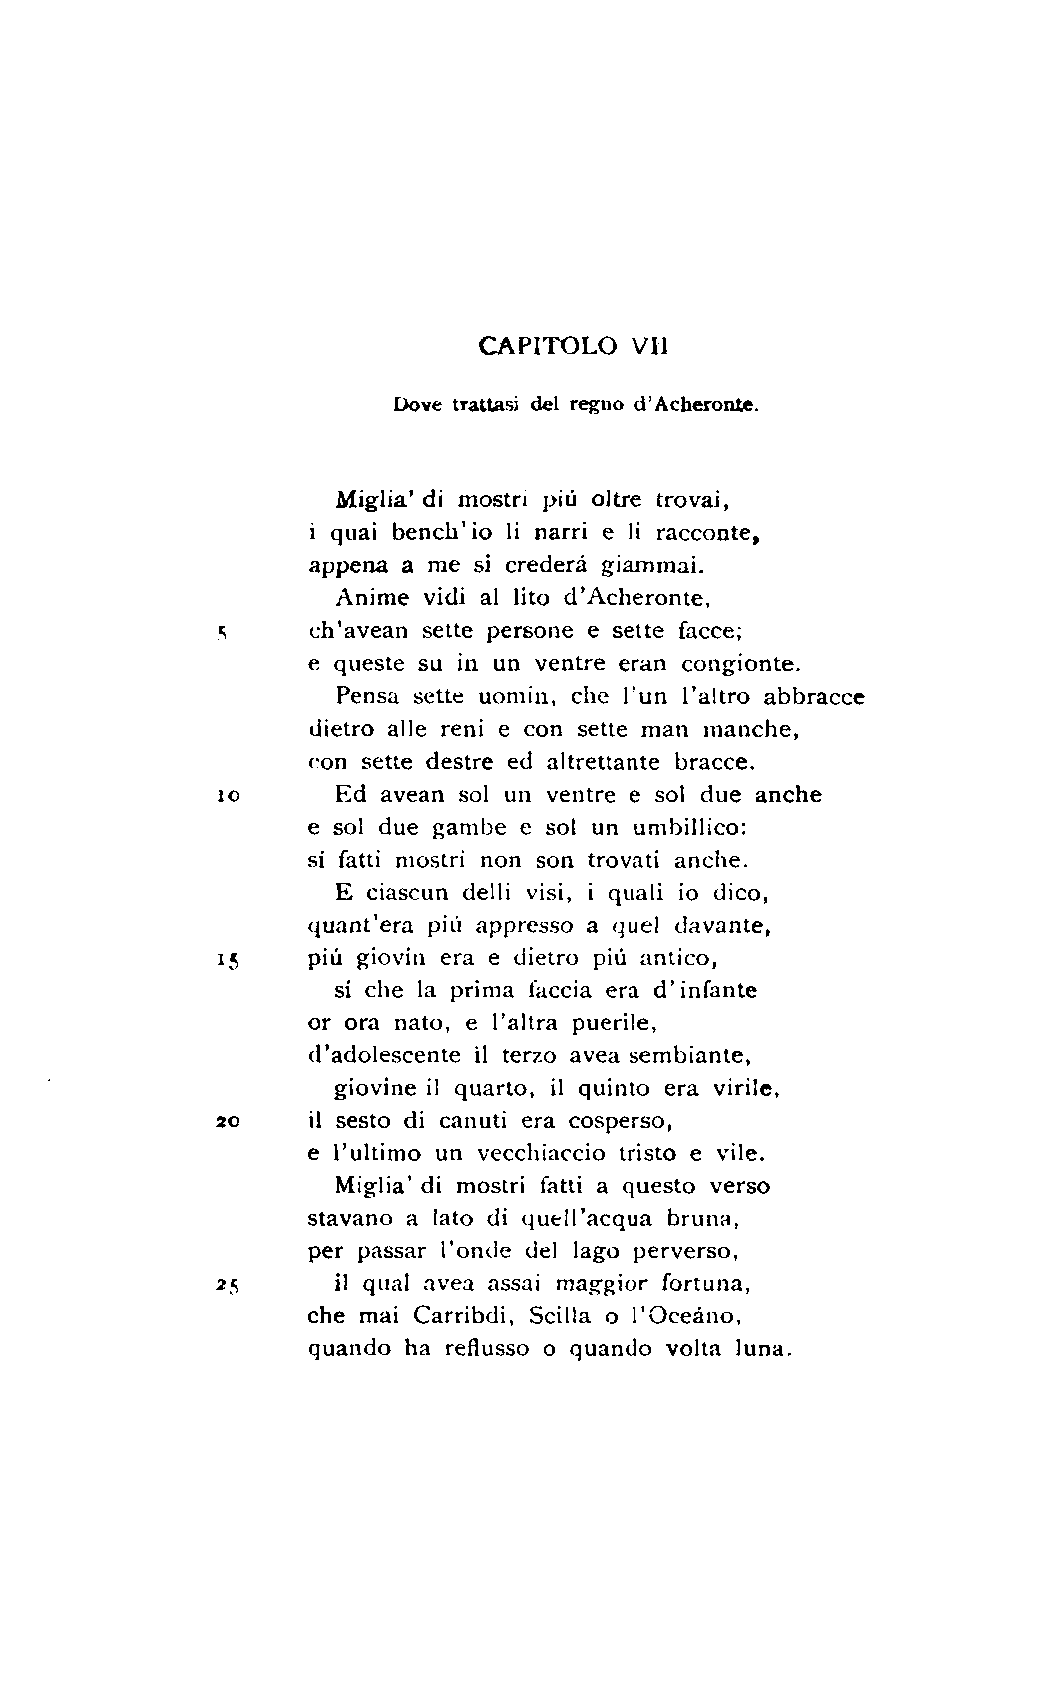 CAPITOLO VII
Dove trattasi del regno d'Acheronte.
Miglia' di mostri piú oltre trovai,
i quai bench'io li narri e li racconte,
appena a me si crederá giammai.
Anime vidi al lito d'Acheronte,
5 ch'avean sette persone e sette facce;
e queste su in un ventre eran congionte.
Pensa sette uomin, che l'un l'altro abbracce
dietro alle reni e con sette man manche,
con sette destre ed altrettante bracce.
10 Ed avean sol un ventre e sol due anche
e sol due gambe e sol un umbillico:
sí fatti mostri non son trovati anche.
E ciascun delli visi, i quali io dico,
quant'era piú appresso a quel davante,
15 piú giovin era e dietro piú antico,
sí che la prima faccia era d'infante
or ora nato, e l'altra puerile,
d'adolescente il terzo avea sembiante,
giovine il quarto, il quinto era virile,
20 il sesto di canuti era cosperso,
e l'ultimo un vecchiaccio tristo e vile.
Miglia' di mostri fatti a questo verso
stavano a lato di quell'acqua bruna,
per passar l'onde del lago perverso,
25 il qual avea assai maggior fortuna,
che mai Carribdi, Scilla o l'Oceáno,
quando ha reflusso o quando volta luna.